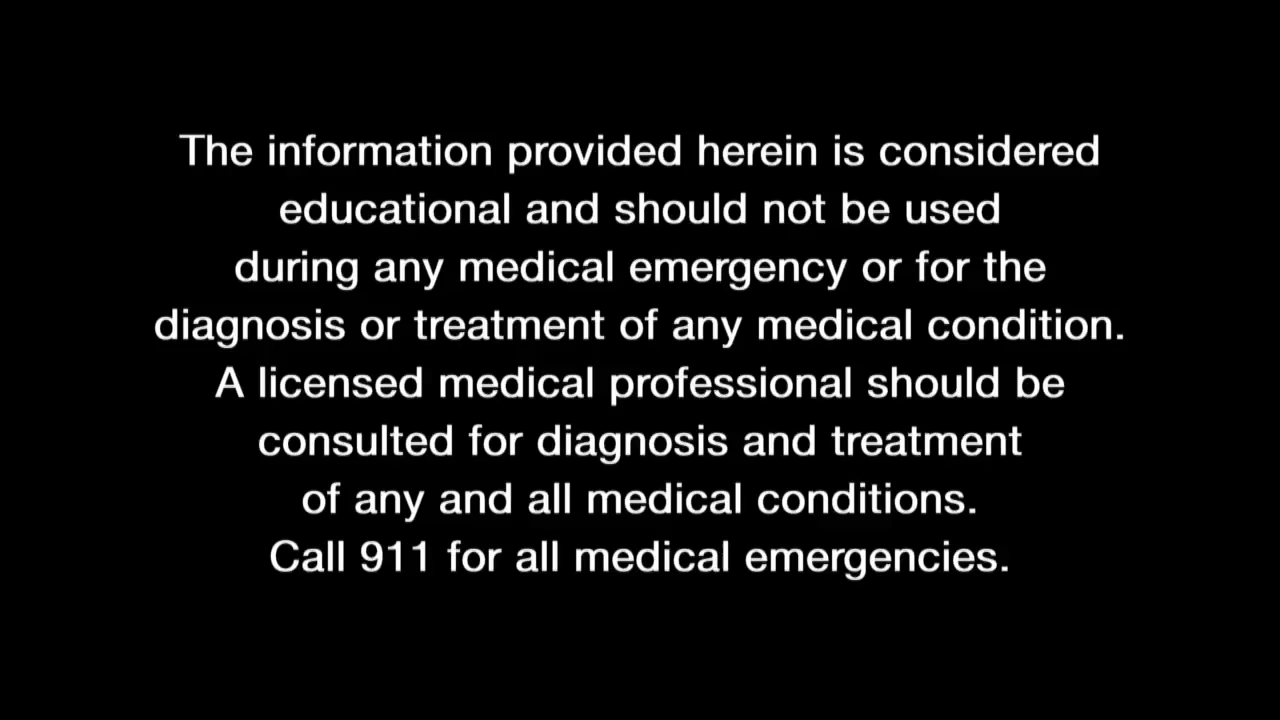 The information provided herein is considered
educational and should not be used
during any medical emergency or for the
diagnosis or treatment of any medical condition.
A licensed medical professional should be
consulted for diagnosis and treatment
of any and all medical conditions.
Call 911 for all medical emergencies.